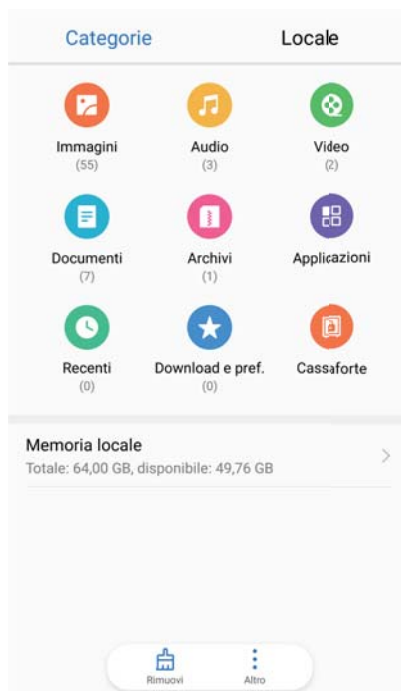 Categorie Locale
Immagini Audio Video
(55) (3) (2)
Documenti Archivi Applicazioni
(7) (1)
Recenti Download e pref. Cassaforte
(0) (0)
Memoria locale
Totale: 64,00 GB, disponibile: 49,76 GB
Rimuovi Altro